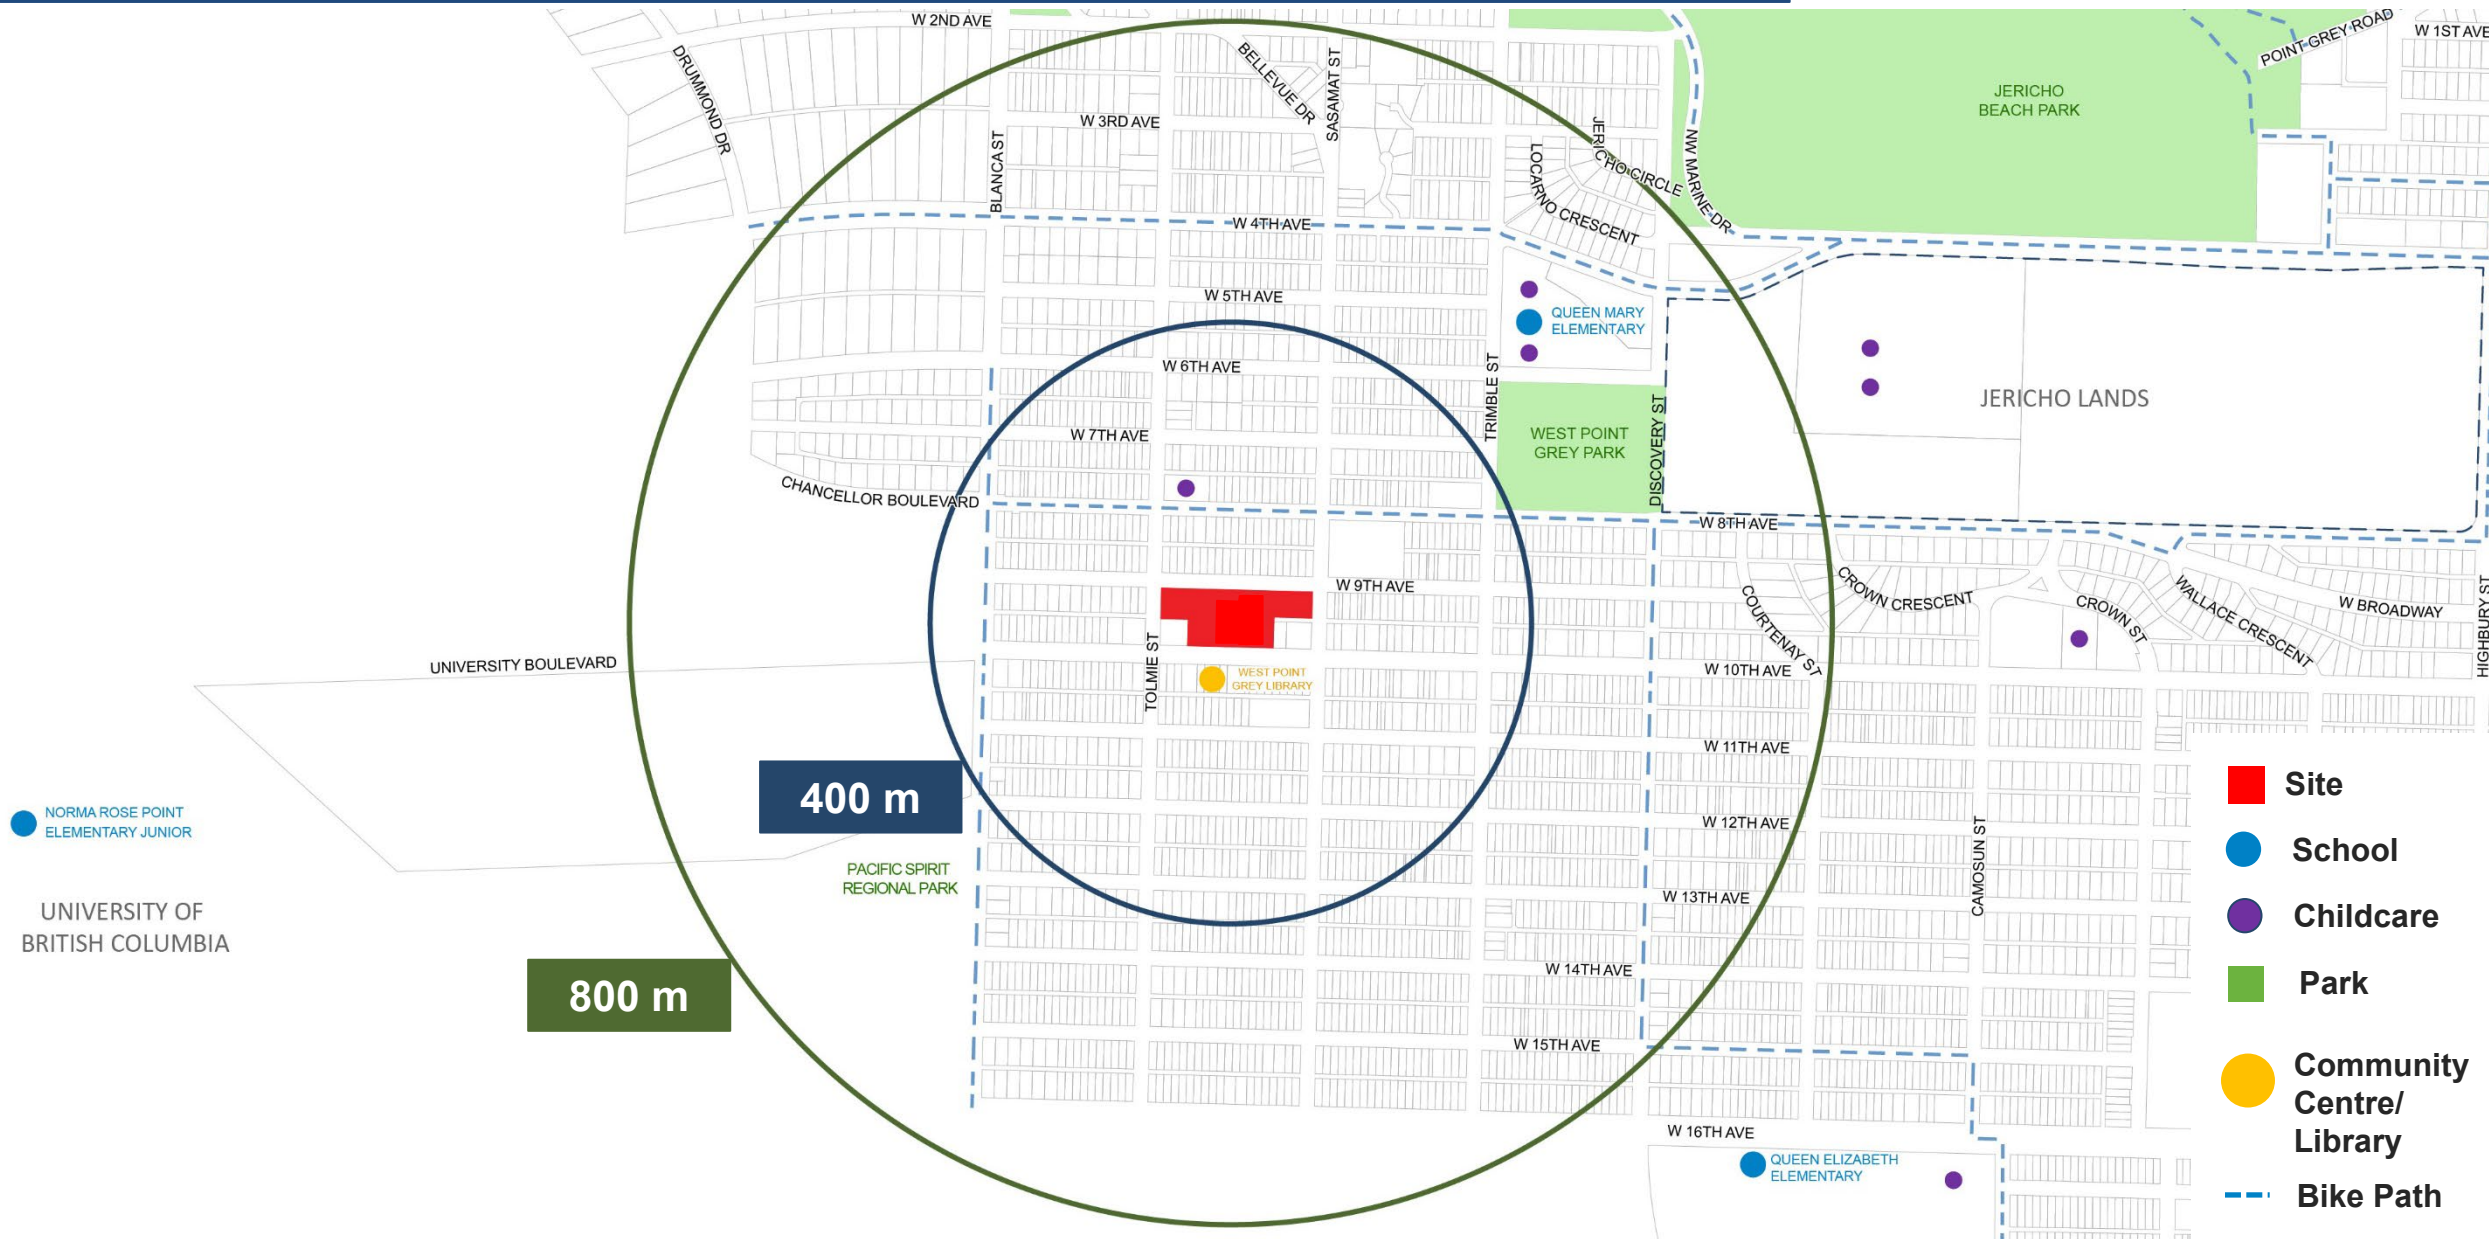 W 2ND AVE
POINT GREY ROAD
W 1ST AVE
DRUMMOND DR
BELLEVUE DR
SASAMAT ST
JERICHO
BEACH PARK
W 3RD AVE
BLANCA ST
JERICHO CIRCLE
LOCARNO CRESCENT
NW MARINE DR
W 4TH AVE
W 5TH AVE
QUEEN MARY
ELEMENTARY
W 6TH AVE
TRIMBLE ST
JERICHO LANDS
W 7TH AVE
WEST POINT
GREY PARK
DISCOVERY ST
CHANCELLOR BOULEVARD
W 8TH AVE
W 9TH AVE
CROWN CRESCENT
COURTENAY ST
CROWN ST
WALLACE CRESCENT
W BROADWAY
HIGHBURY ST
UNIVERSITY BOULEVARD
TOLMIE ST
WEST POINT
GREY LIBRARY
W 10TH AVE
W 11TH AVE
400 m
NORMA ROSE POINT
ELEMENTARY JUNIOR
W 12TH AVE
CAMOSUN ST
PACIFIC SPIRIT
REGIONAL PARK
W 13TH AVE
UNIVERSITY OF
BRITISH COLUMBIA
W 14TH AVE
800 m
W 15TH AVE
W 16TH AVE
QUEEN ELIZABETH
ELEMENTARY
Site
School
Childcare
Park
Community
Centre/
Library
Bike Path